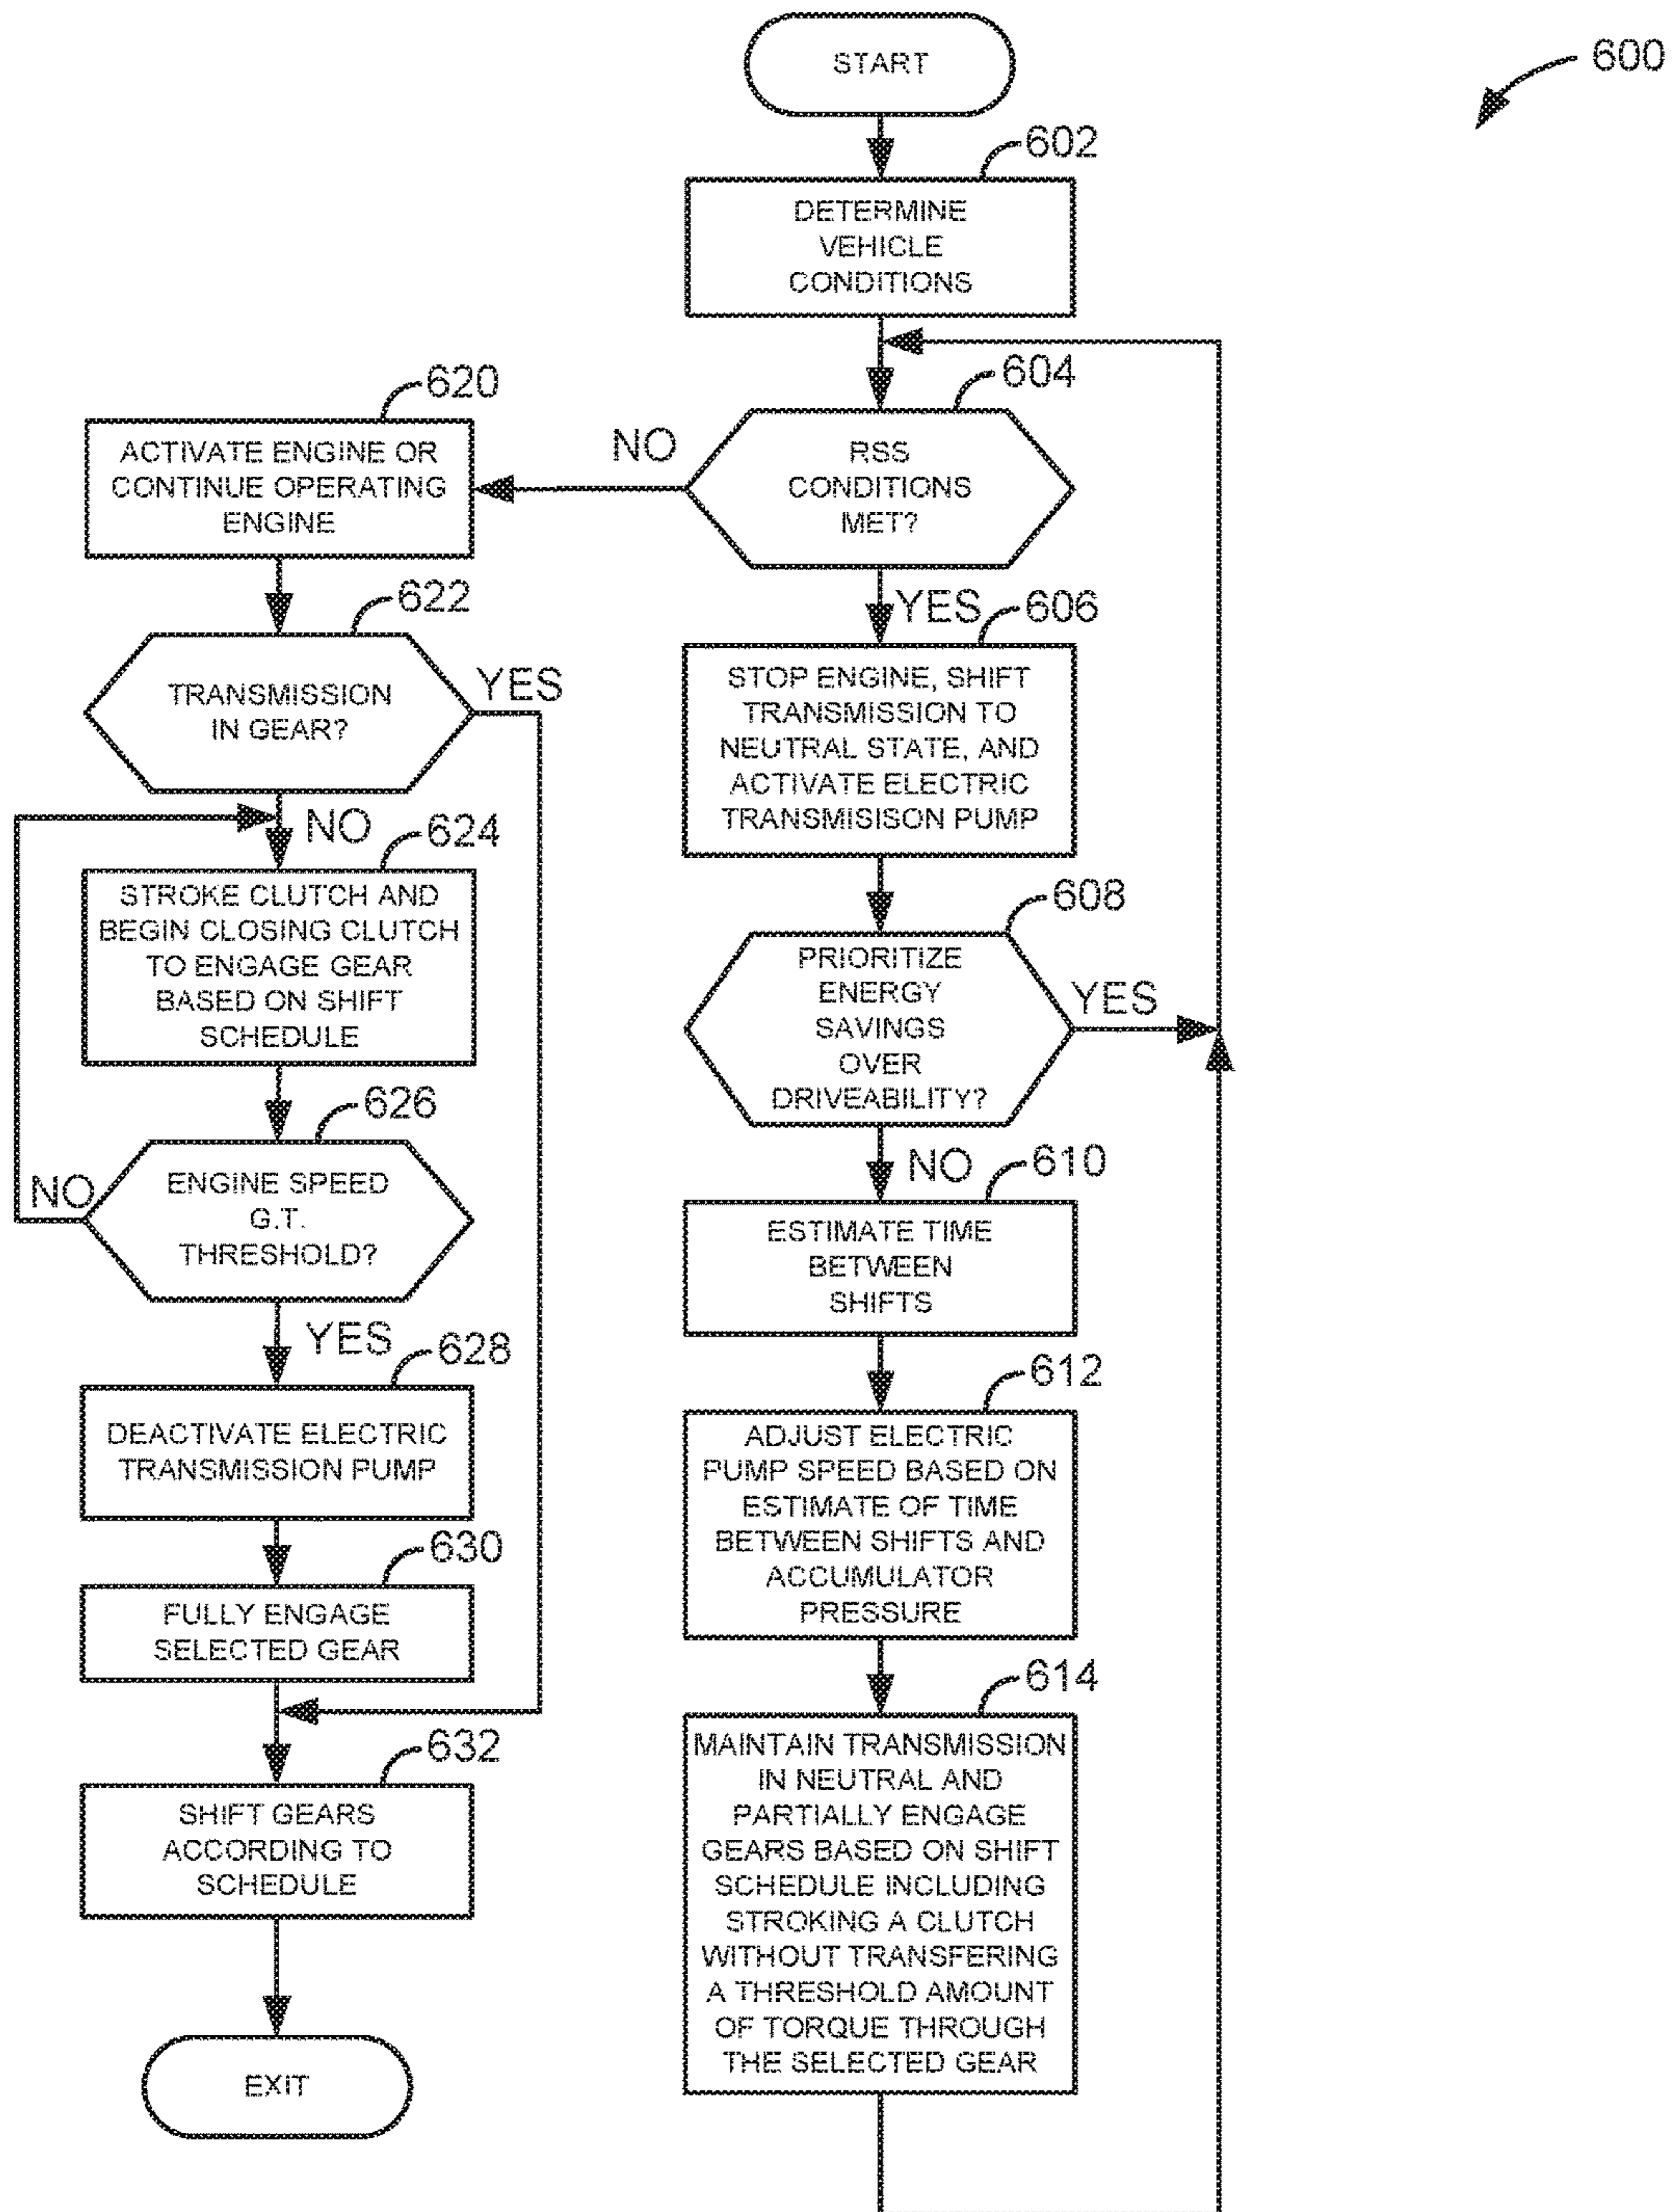 START
600
602
DETERMINE
VEHICLE
CONDITIONS
604
RSS
CONDITIONS
MET?
NO
YES
620
ACTIVATE ENGINE OR
CONTINUE OPERATING
ENGINE
622
TRANSMISSION
IN GEAR?
YES
NO
624
STROKE CLUTCH AND
BEGIN CLOSING CLUTCH
TO ENGAGE GEAR
BASED ON SHIFT
SCHEDULE
626
ENGINE SPEED
G.T.
THRESHOLD?
NO
YES
628
DEACTIVATE ELECTRIC
TRANSMISSION PUMP
630
FULLY ENGAGE
SELECTED GEAR
632
SHIFT GEARS
ACCORDING TO
SCHEDULE
EXIT
606
STOP ENGINE, SHIFT
TRANSMISSION TO
NEUTRAL STATE, AND
ACTIVATE ELECTRIC
TRANSMISISON PUMP
608
PRIORITIZE
ENERGY
SAVINGS
OVER
DRIVEABILITY?
YES
NO
610
ESTIMATE TIME
BETWEEN
SHIFTS
612
ADJUST ELECTRIC
PUMP SPEED BASED ON
ESTIMATE OF TIME
BETWEEN SHIFTS AND
ACCUMULATOR
PRESSURE
614
MAINTAIN TRANSMISSION
IN NEUTRAL AND
PARTIALLY ENGAGE
GEARS BASED ON SHIFT
SCHEDULE INCLUDING
STROKING A CLUTCH
WITHOUT TRANSFERING
A THRESHOLD AMOUNT
OF TORQUE THROUGH
THE SELECTED GEAR